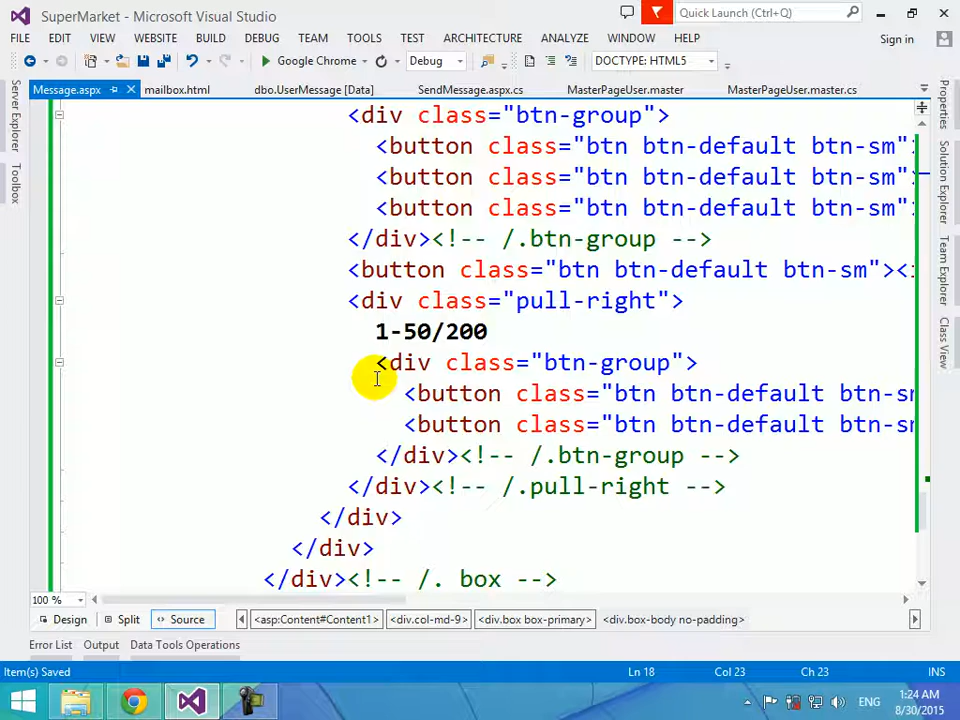 SuperMarket - Microsoft Visual Studio
Quick Launch (Ctrl+Q)
FILE EDIT VIEW WEBSITE BUILD DEBUG TEAM TOOLS TEST ARCHITECTURE ANALYZE WINDOW HELP
Sign in
Google Chrome Debug DOCTYPE: HTML5
Message.aspx mailbox.html dbo.UserMessage [Data] SendMessage.aspx.cs MasterPageUser.master MasterPageUser.master.cs
Server Explorer
Toolbox
<div class="btn-group">
<button class="btn btn-default btn-sm">
<button class="btn btn-default btn-sm">
<button class="btn btn-default btn-sm">
</div><!-- /.btn-group -->
<button class="btn btn-default btn-sm"><i
<div class="pull-right">
1-50/200
<div class="btn-group">
<button class="btn btn-default btn-sm
<button class="btn btn-default btn-sm
</div><!-- /.btn-group -->
</div><!-- /.pull-right -->
</div>
</div>
</div><!-- /. box -->
Properties
Solution Explorer
Team Explorer
Class View
100 %
Design Split Source <asp:Content#Content1> <div.col-md-9> <div.box box-primary> <div.box-body no-padding>
Error List Output Data Tools Operations
Item(s) Saved Ln 18 Col 23 Ch 23 INS
ENG
1:24 AM
8/30/2015